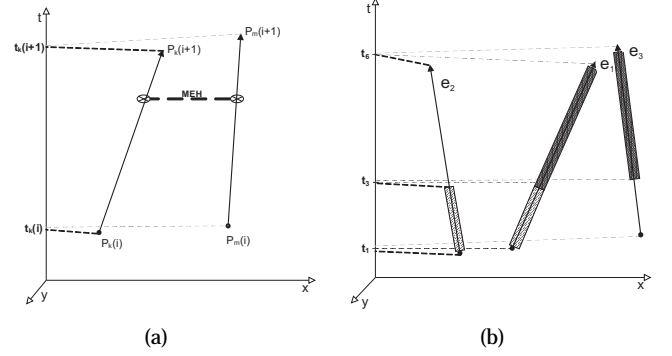 t
tk(i+1)
Pk(i+1)
Pm(i+1)
MEH
tk(i)
Pk(i)
Pm(i)
x
y
(a)
t
t6
e2
e1
e3
t3
t1
x
y
(b)